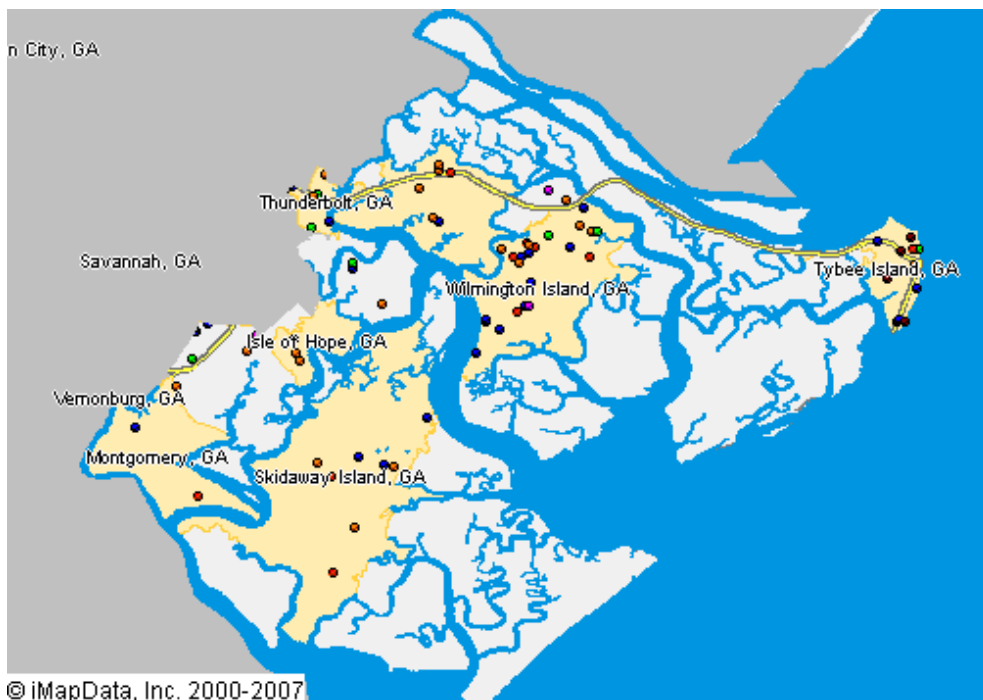 n City, GA
Thunderbolt, GA
Savannah, GA
Tybee Island, GA
Wilmington Island, GA
Isle of Hope, GA
Vernonburg, GA
Montgomery, GA
Skidaway Island, GA
© iMapData, Inc. 2000-2007